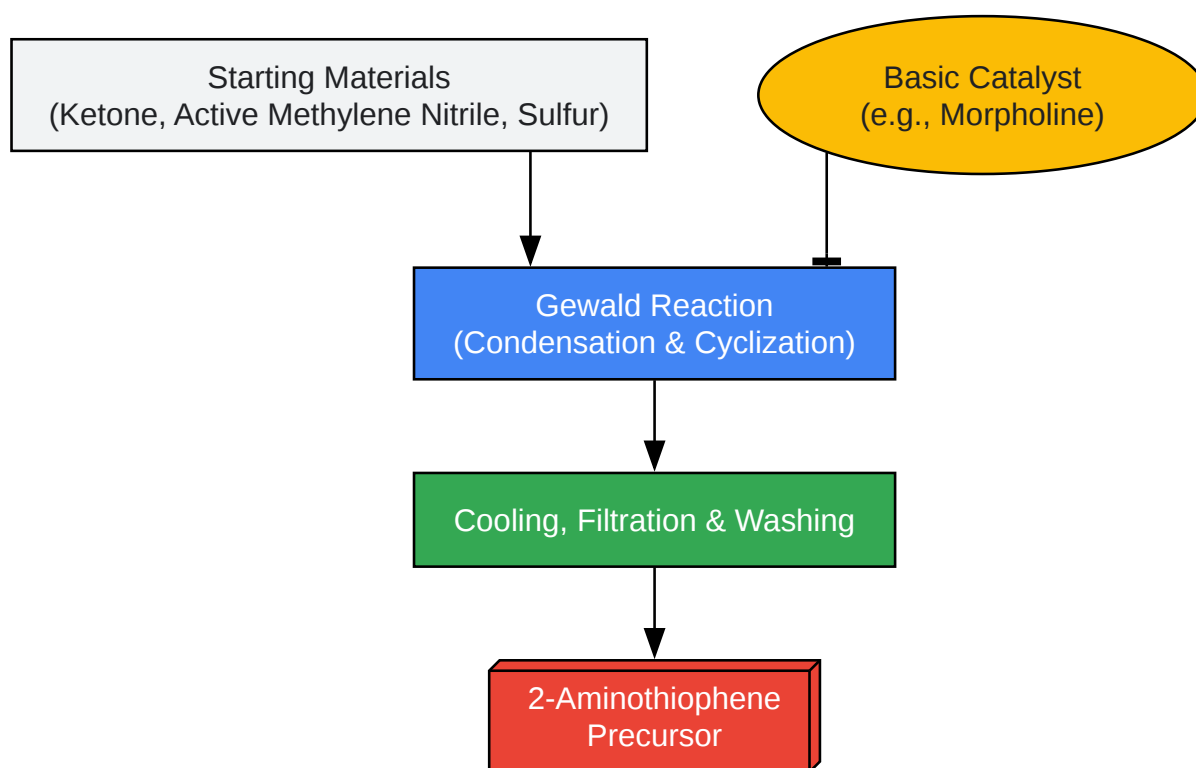 Starting Materials
(Ketone, Active Methylene Nitrile, Sulfur)
Basic Catalyst
(e.g., Morpholine)
Gewald Reaction
(Condensation & Cyclization)
Cooling, Filtration & Washing
2-Aminothiophene
Precursor